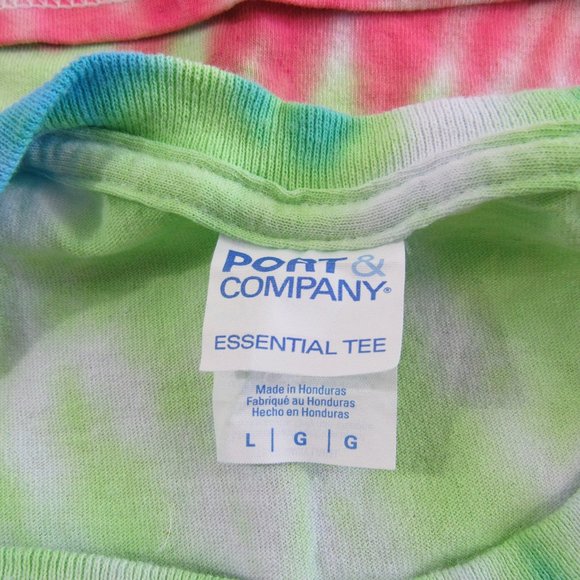 PORT &
COMPANY®
ESSENTIAL TEE
Made in Honduras
Fabriqué au Honduras
Hecho en Honduras
L | G | G